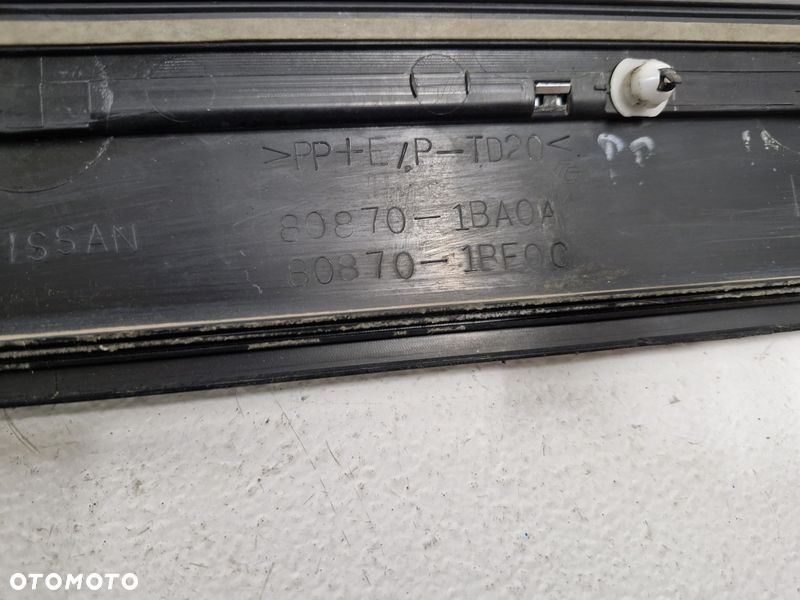 >PP+E/P-TD20<
80870-1BA0A
ISSAN
80870-1BF0C
OTOMOTO